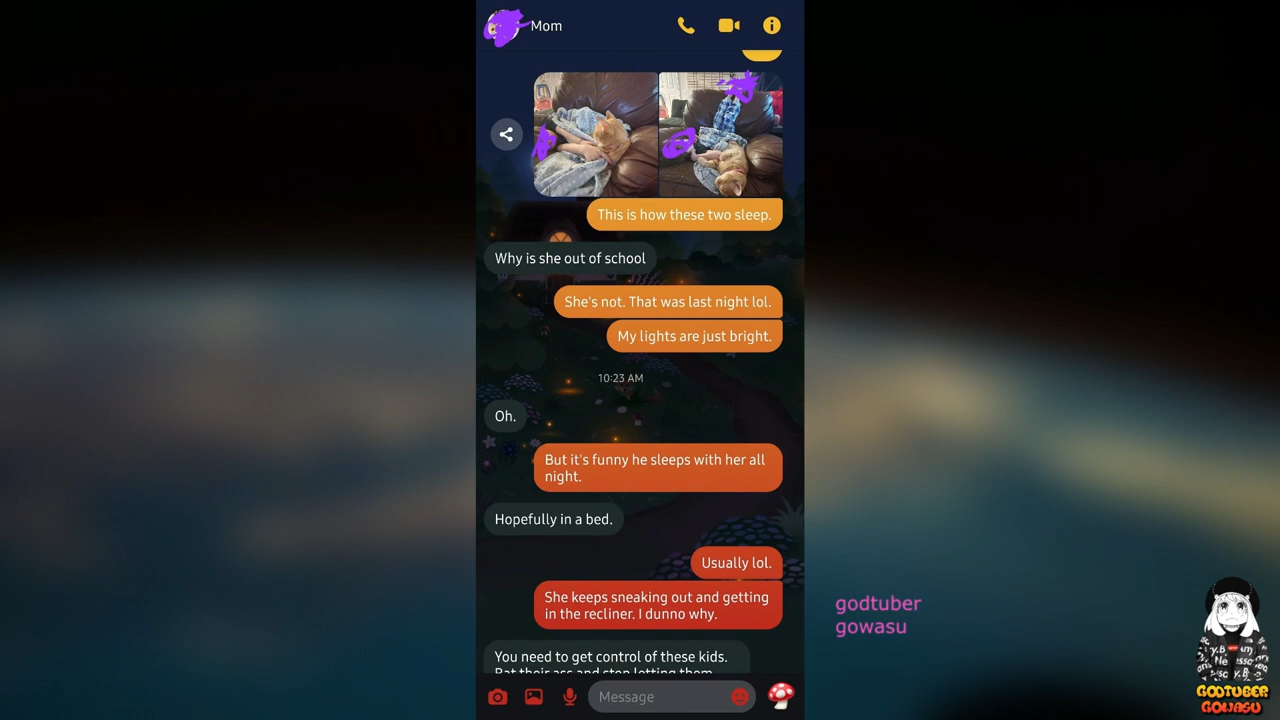 Mom
This is how these two sleep.
Why is she out of school
She's not. That was last night lol.
My lights are just bright.
10:23 AM
Oh.
But it's funny he sleeps with her all
night.
Hopefully in a bed.
Usually lol.
She keeps sneaking out and getting
in the recliner. I dunno why.
You need to get control of these kids.
Message
godtuber
gowasu
GODTUBER
GOWASU